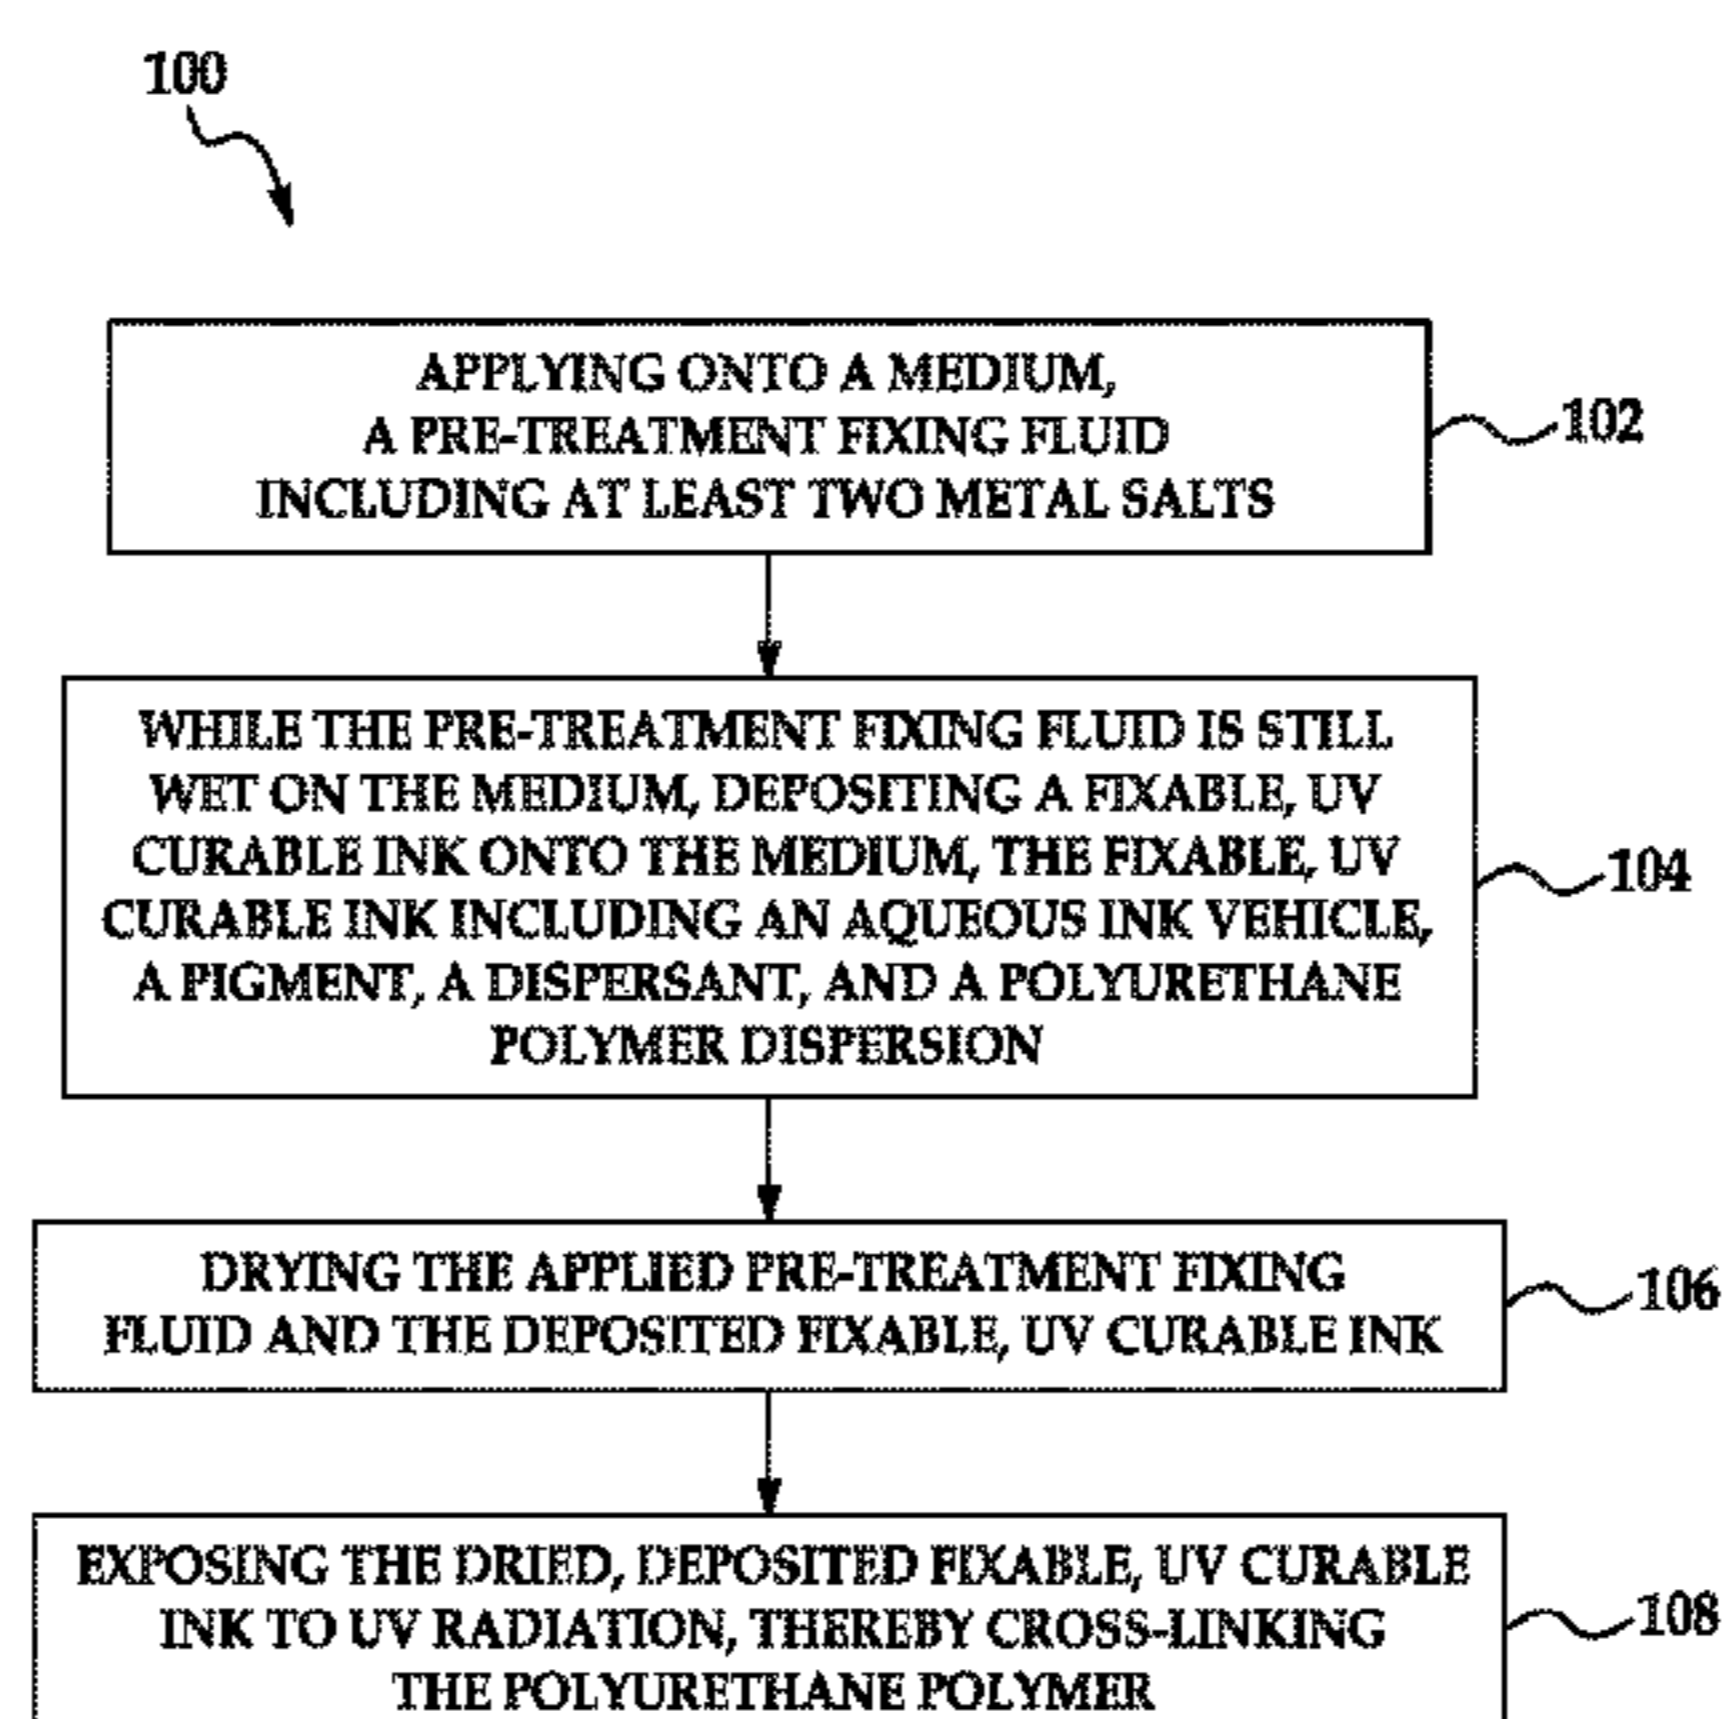 100
APPLYING ONTO A MEDIUM,
A PRE-TREATMENT FIXING FLUID
INCLUDING AT LEAST TWO METAL SALTS
102
WHILE THE PRE-TREATMENT FIXING FLUID IS STILL
WET ON THE MEDIUM, DEPOSITING A FIXABLE, UV
CURABLE INK ONTO THE MEDIUM, THE FIXABLE, UV
CURABLE INK INCLUDING AN AQUEOUS INK VEHICLE,
A PIGMENT, A DISPERSANT, AND A POLYURETHANE
POLYMER DISPERSION
104
DRYING THE APPLIED PRE-TREATMENT FIXING
FLUID AND THE DEPOSITED FIXABLE, UV CURABLE INK
106
EXPOSING THE DRIED, DEPOSITED FIXABLE, UV CURABLE
INK TO UV RADIATION, THEREBY CROSS-LINKING
THE POLYURETHANE POLYMER
108